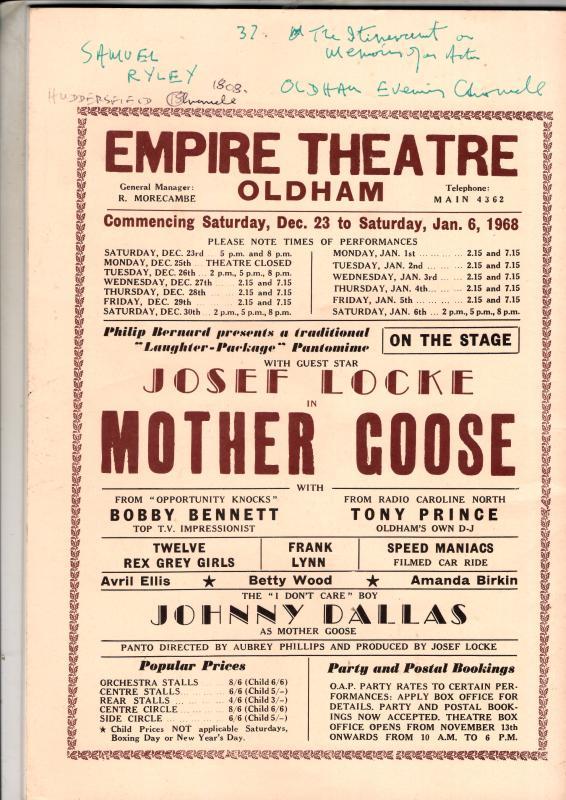 37. The Itinerant or
Memoirs of an Actor
SAMUEL
RYLEY
1808.
HUDDERSFIELD Chronicle
OLDHAM Evening Chronicle
EMPIRE THEATRE
General Manager:
R. MORECAMBE
OLDHAM
Telephone:
MAIN 4362
Commencing Saturday, Dec. 23 to Saturday, Jan. 6, 1968
PLEASE NOTE TIMES OF PERFORMANCES
SATURDAY, DEC. 23rd 5 p.m. and 8 p.m.
MONDAY, DEC. 25th ... THEATRE CLOSED
TUESDAY, DEC. 26th ... 2 p.m., 5 p.m., 8 p.m.
WEDNESDAY, DEC. 27th ... 2.15 and 7.15
THURSDAY, DEC. 28th ... 2.15 and 7.15
FRIDAY, DEC. 29th ... 2.15 and 7.15
SATURDAY, DEC. 30th ... 2 p.m., 5 p.m., 8 p.m.
MONDAY, JAN. 1st ... 2.15 and 7.15
TUESDAY, JAN. 2nd ... 2.15 and 7.15
WEDNESDAY, JAN. 3rd ... 2.15 and 7.15
THURSDAY, JAN. 4th ... 2.15 and 7.15
FRIDAY, JAN. 5th ... 2.15 and 7.15
SATURDAY, JAN. 6th ... 2 p.m., 5 p.m., 8 p.m.
Philip Bernard presents a traditional
"Laughter-Package" Pantomime
ON THE STAGE
WITH GUEST STAR
JOSEF LOCKE
IN
MOTHER GOOSE
WITH
FROM "OPPORTUNITY KNOCKS"
BOBBY BENNETT
TOP T.V. IMPRESSIONIST
FROM RADIO CAROLINE NORTH
TONY PRINCE
OLDHAM'S OWN D-J
TWELVE
REX GREY GIRLS
FRANK
LYNN
SPEED MANIACS
FILMED CAR RIDE
Avril Ellis ★ Betty Wood ★ Amanda Birkin
THE "I DON'T CARE" BOY
JOHNNY DALLAS
AS MOTHER GOOSE
PANTO DIRECTED BY AUBREY PHILLIPS AND PRODUCED BY JOSEF LOCKE
Popular Prices
ORCHESTRA STALLS ... 8/6 (Child 6/6)
CENTRE STALLS ... 6/6 (Child 5/-)
REAR STALLS ... 4/6 (Child 3/-)
CENTRE CIRCLE ... 8/6 (Child 6/6)
SIDE CIRCLE ... 6/6 (Child 5/-)
★ Child Prices NOT applicable Saturdays,
Boxing Day or New Year's Day.
Party and Postal Bookings
O.A.P. PARTY RATES TO CERTAIN PER-
FORMANCES: APPLY BOX OFFICE FOR
DETAILS. PARTY AND POSTAL BOOK-
INGS NOW ACCEPTED. THEATRE BOX
OFFICE OPENS FROM NOVEMBER 13th
ONWARDS FROM 10 A.M. TO 6 P.M.